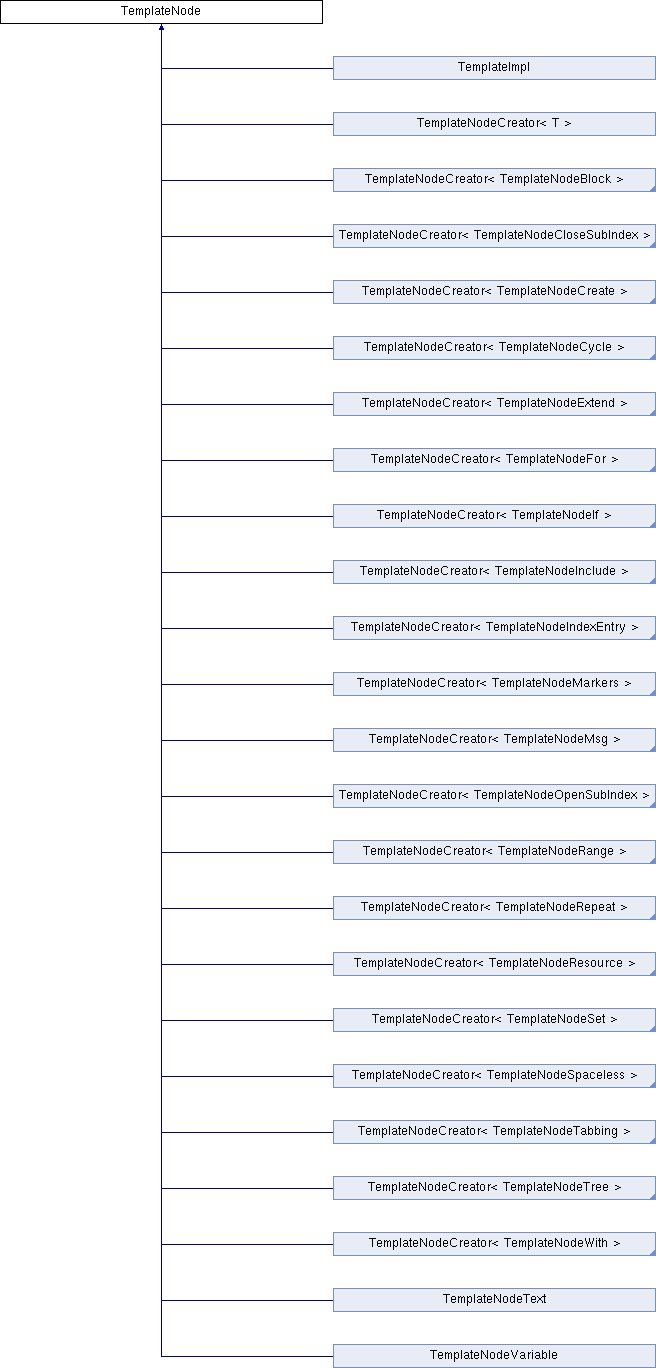 TemplateNode
TemplateImpl
TemplateNodeCreator< T >
TemplateNodeCreator< TemplateNodeBlock >
TemplateNodeCreator< TemplateNodeCloseSubIndex >
TemplateNodeCreator< TemplateNodeCreate >
TemplateNodeCreator< TemplateNodeCycle >
TemplateNodeCreator< TemplateNodeExtend >
TemplateNodeCreator< TemplateNodeFor >
TemplateNodeCreator< TemplateNodeIf >
TemplateNodeCreator< TemplateNodeInclude >
TemplateNodeCreator< TemplateNodeIndexEntry >
TemplateNodeCreator< TemplateNodeMarkers >
TemplateNodeCreator< TemplateNodeMsg >
TemplateNodeCreator< TemplateNodeOpenSubIndex >
TemplateNodeCreator< TemplateNodeRange >
TemplateNodeCreator< TemplateNodeRepeat >
TemplateNodeCreator< TemplateNodeResource >
TemplateNodeCreator< TemplateNodeSet >
TemplateNodeCreator< TemplateNodeSpaceless >
TemplateNodeCreator< TemplateNodeTabbing >
TemplateNodeCreator< TemplateNodeTree >
TemplateNodeCreator< TemplateNodeWith >
TemplateNodeText
TemplateNodeVariable